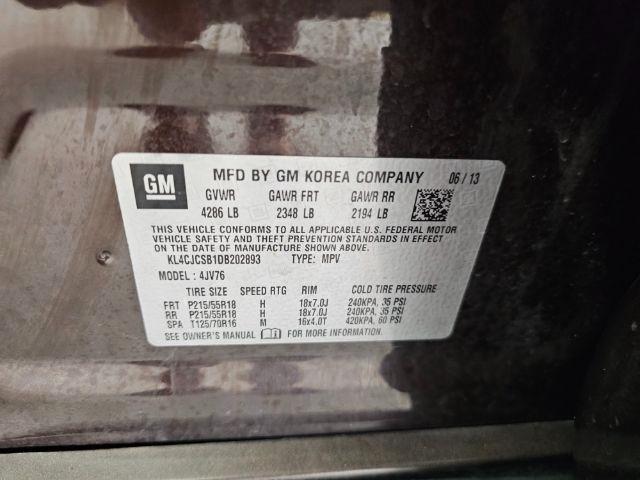 GM MFD BY GM KOREA COMPANY 06/13
GVWR GAWR FRT GAWR RR
4286 LB 2348 LB 2194 LB
THIS VEHICLE CONFORMS TO ALL APPLICABLE U.S. FEDERAL MOTOR
VEHICLE SAFETY AND THEFT PREVENTION STANDARDS IN EFFECT
ON THE DATE OF MANUFACTURE SHOWN ABOVE.
KL4CJCSB1DB202893 TYPE: MPV
MODEL: 4JV76
TIRE SIZE SPEED RTG RIM COLD TIRE PRESSURE
FRT P215/55R18 H 18x7.0J 240KPA, 35 PSI
RR P215/55R18 H 18x7.0J 240KPA, 35 PSI
SPA T125/70R16 M 16x4.0T 420KPA, 60 PSI
SEE OWNER'S MANUAL FOR MORE INFORMATION.